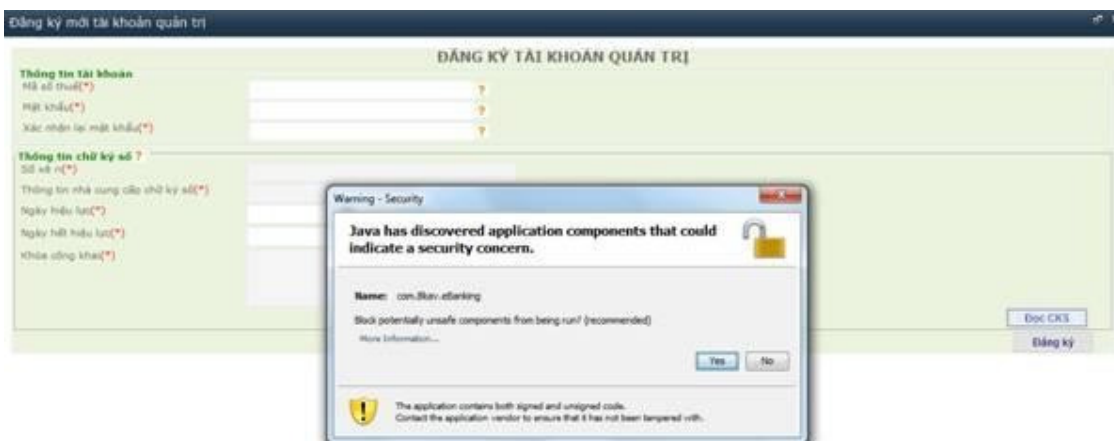 Đăng ký mới tài khoản quản trị
ĐĂNG KÝ TÀI KHOẢN QUẢN TRỊ
Thông tin tài khoản
Mã số thuế(*) ?
Mật khẩu(*) ?
Xác nhận lại mật khẩu(*) ?
Thông tin chữ ký số ?
Số sê ri(*)
Thông tin nhà cung cấp chữ ký số(*)
Ngày hiệu lực(*)
Ngày hết hiệu lực(*)
Khóa công khai(*)
Warning - Security
Java has discovered application components that could
indicate a security concern.
Name: com.Bkav.eBanking
Block potentially unsafe components from being run? (recommended)
More Information...
Yes No
The application contains both signed and unsigned code.
Contact the application vendor to ensure that it has not been tampered with.
Đọc CKS
Đăng ký